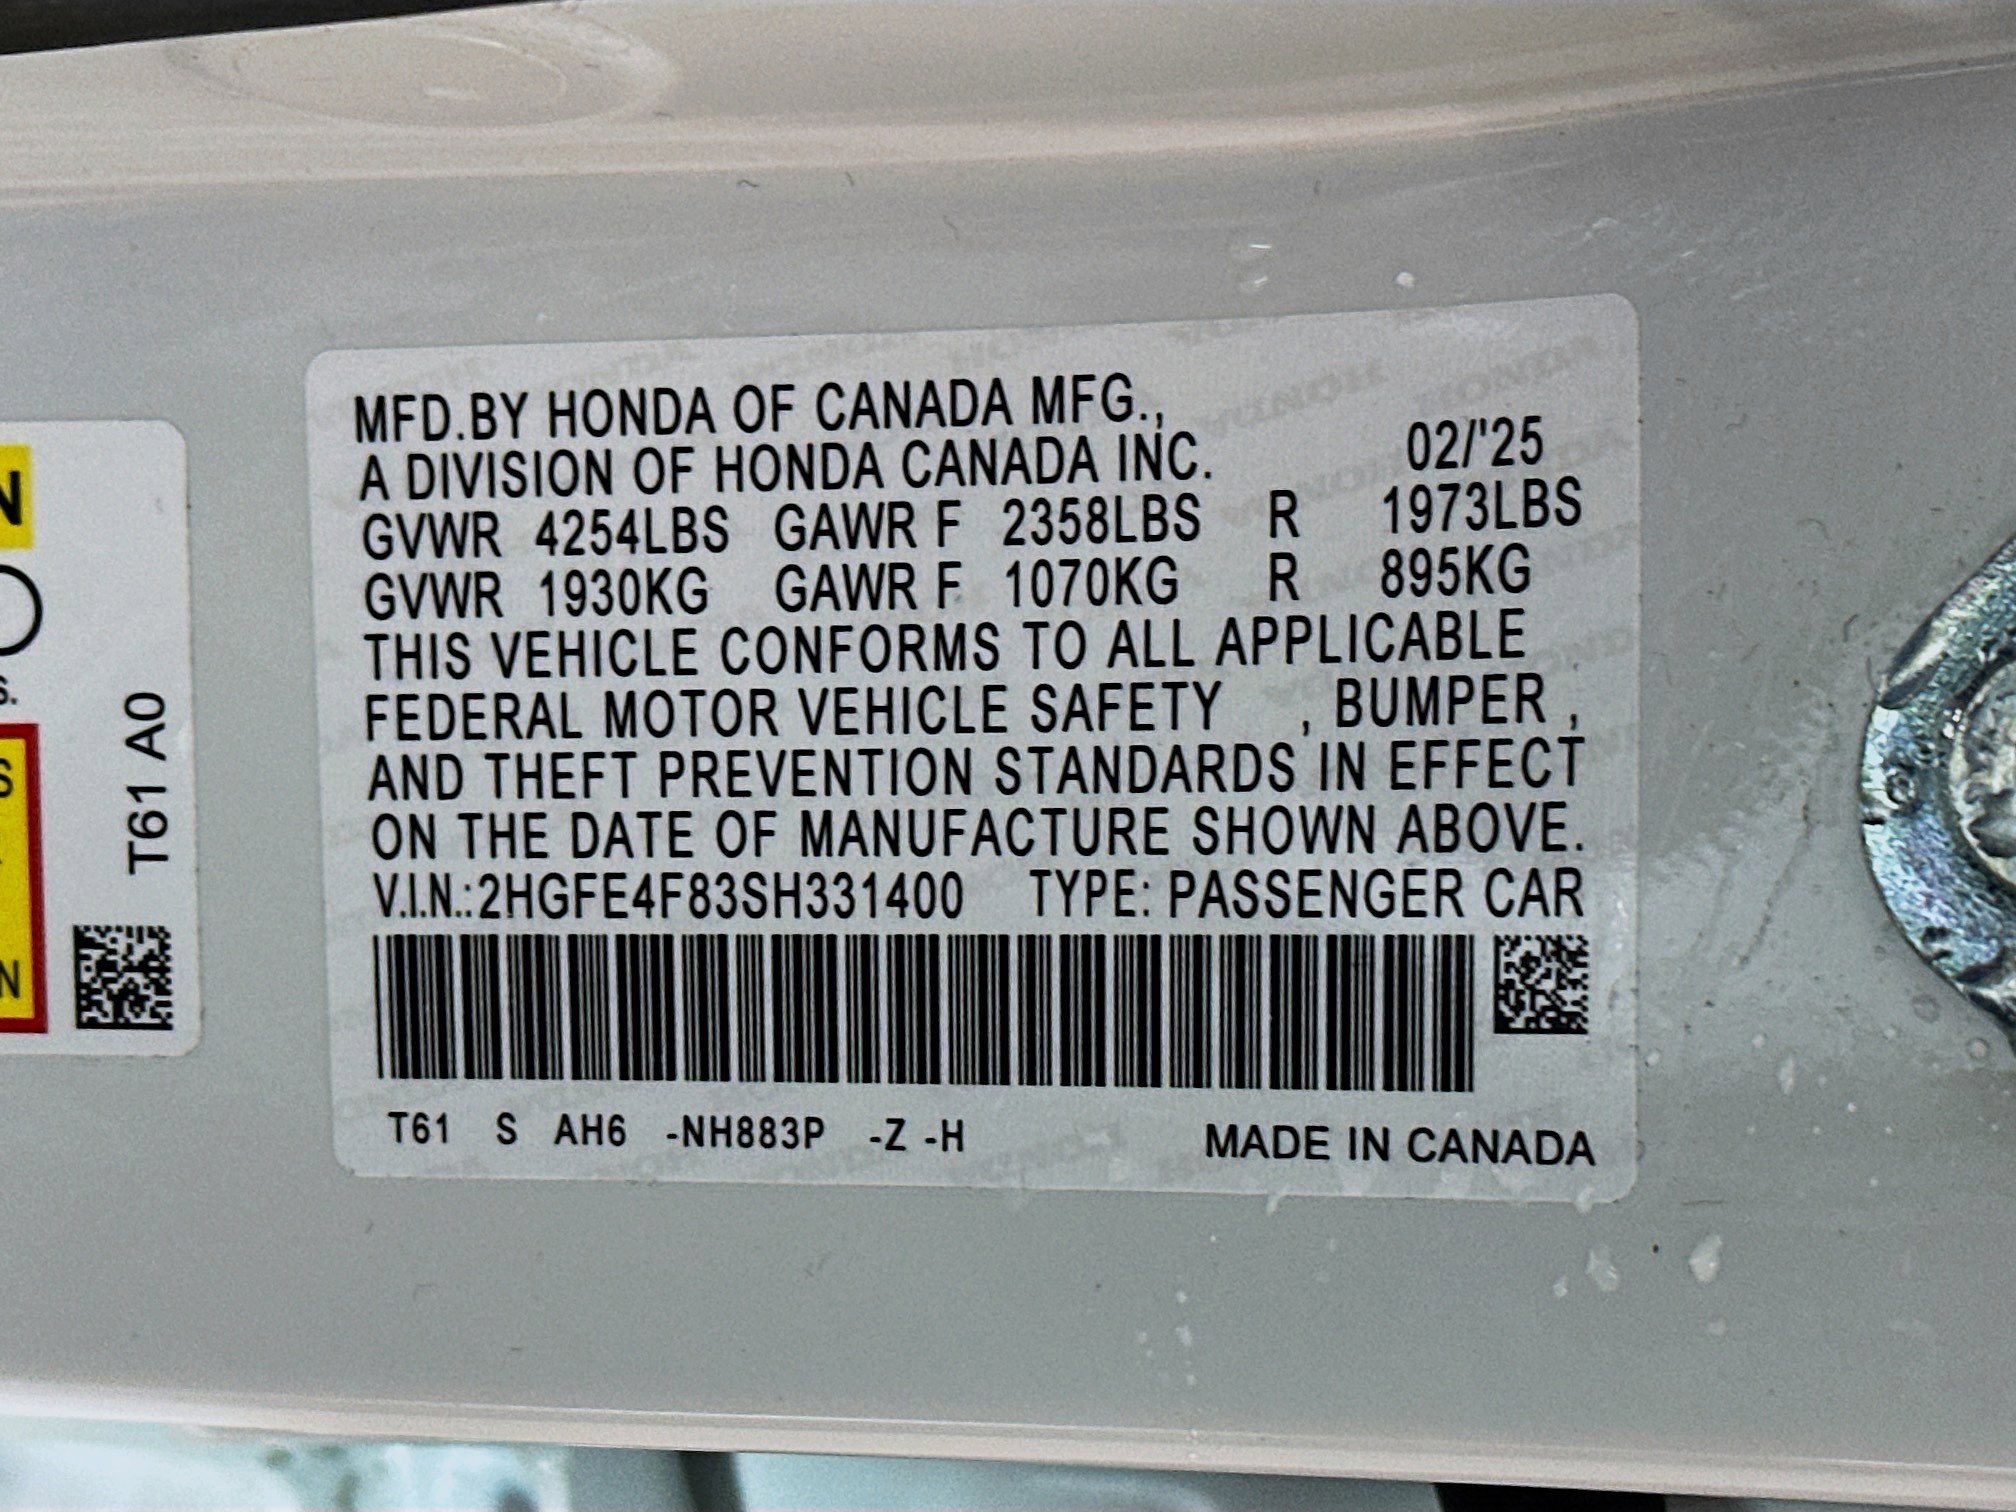 MFD.BY HONDA OF CANADA MFG.,
A DIVISION OF HONDA CANADA INC. 02/'25
GVWR 4254LBS GAWR F 2358LBS R 1973LBS
GVWR 1930KG GAWR F 1070KG R 895KG
THIS VEHICLE CONFORMS TO ALL APPLICABLE
FEDERAL MOTOR VEHICLE SAFETY , BUMPER ,
AND THEFT PREVENTION STANDARDS IN EFFECT
ON THE DATE OF MANUFACTURE SHOWN ABOVE.
V.I.N.:2HGFE4F83SH331400 TYPE: PASSENGER CAR
T61 S AH6 -NH883P -Z -H MADE IN CANADA
T61 A0